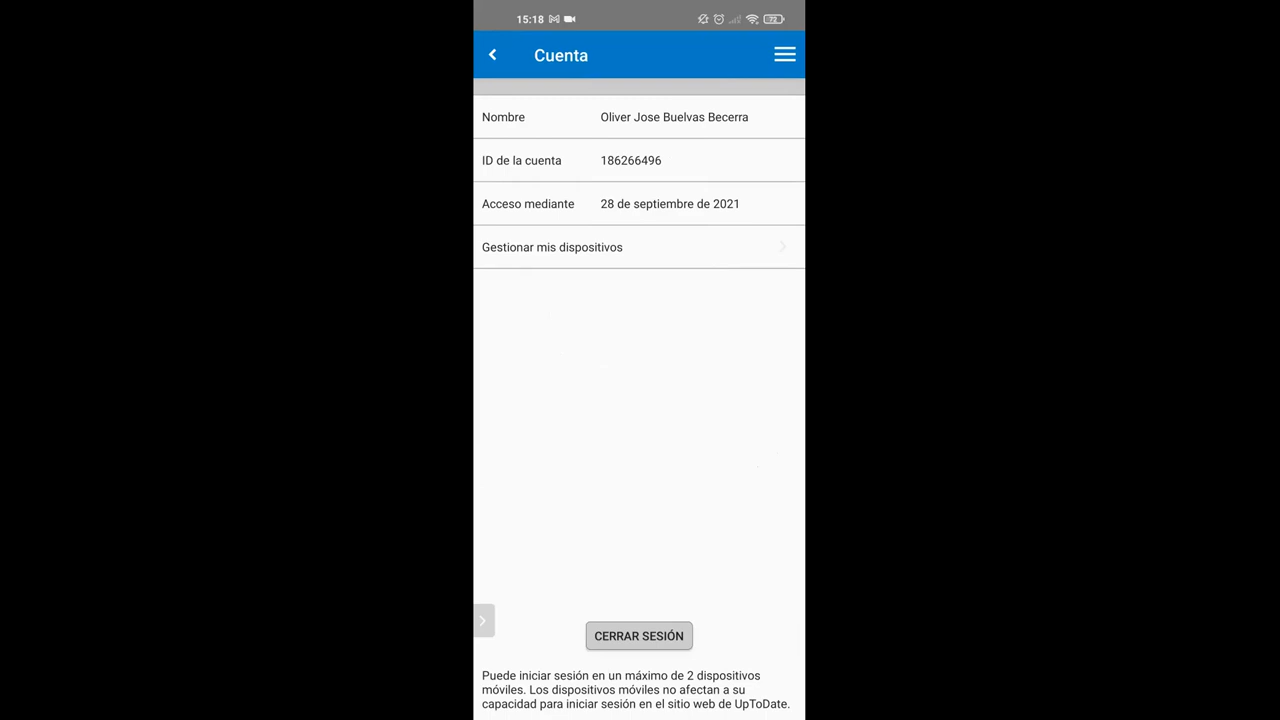 15:18
72
Cuenta
Nombre Oliver Jose Buelvas Becerra
ID de la cuenta 186266496
Acceso mediante 28 de septiembre de 2021
Gestionar mis dispositivos
CERRAR SESIÓN
Puede iniciar sesión en un máximo de 2 dispositivos
móviles. Los dispositivos móviles no afectan a su
capacidad para iniciar sesión en el sitio web de UpToDate.